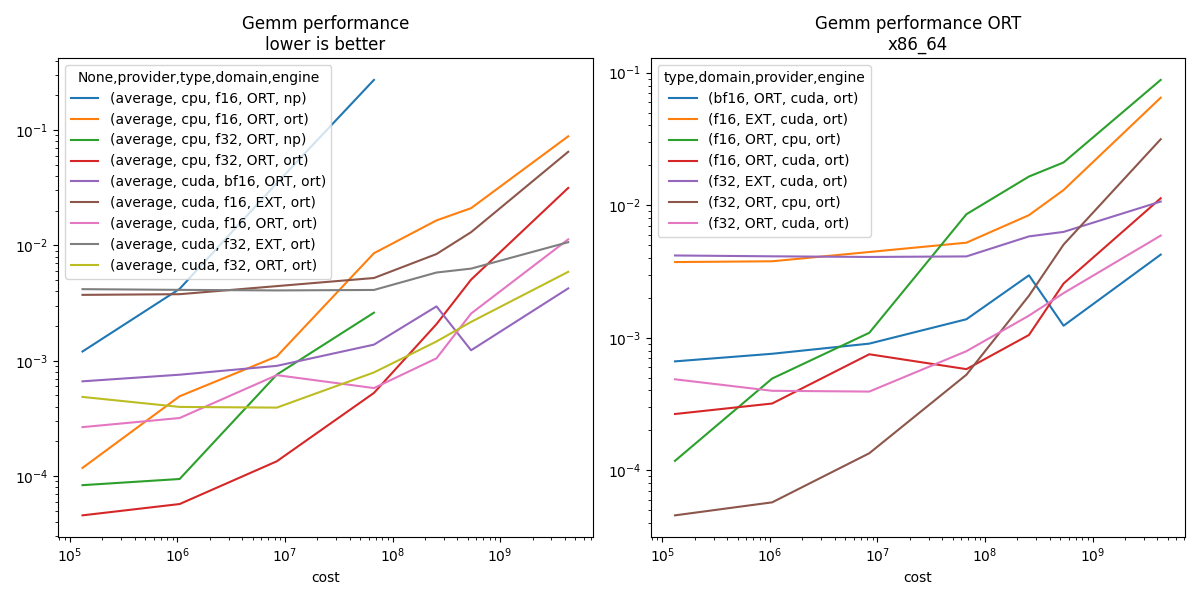 Gemm performance
lower is better
None,provider,type,domain,engine
(average, cpu, f16, ORT, np)
(average, cpu, f16, ORT, ort)
(average, cpu, f32, ORT, np)
(average, cpu, f32, ORT, ort)
(average, cuda, bf16, ORT, ort)
(average, cuda, f16, EXT, ort)
(average, cuda, f16, ORT, ort)
(average, cuda, f32, EXT, ort)
(average, cuda, f32, ORT, ort)
10⁻¹
10⁻²
10⁻³
10⁻⁴
10⁵ 10⁶ 10⁷ 10⁸ 10⁹
cost
Gemm performance ORT
x86_64
type,domain,provider,engine
(bf16, ORT, cuda, ort)
(f16, EXT, cuda, ort)
(f16, ORT, cpu, ort)
(f16, ORT, cuda, ort)
(f32, EXT, cuda, ort)
(f32, ORT, cpu, ort)
(f32, ORT, cuda, ort)
10⁻¹
10⁻²
10⁻³
10⁻⁴
10⁵ 10⁶ 10⁷ 10⁸ 10⁹
cost